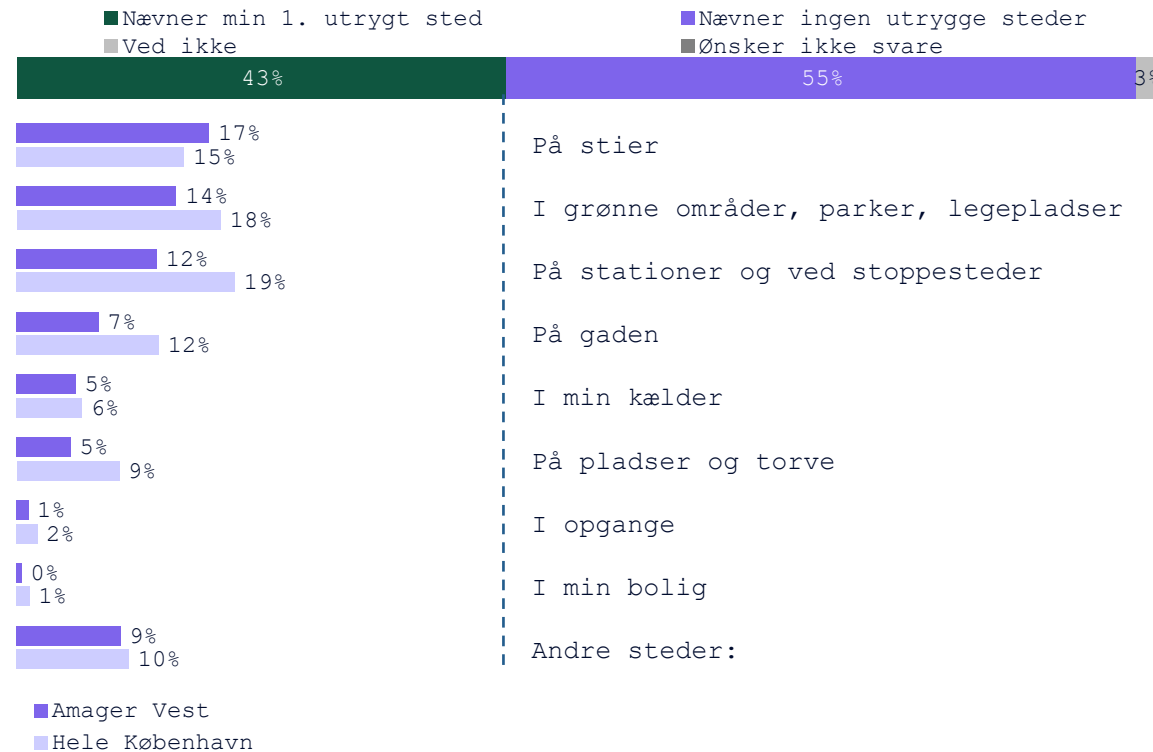 Nævner min 1. utrygt sted
Nævner ingen utrygge steder
Ved ikke
Ønsker ikke svare
43%
55%
3%
17%
15%
På stier
14%
18%
I grønne områder, parker, legepladser
12%
19%
På stationer og ved stoppesteder
7%
12%
På gaden
5%
6%
I min kælder
5%
9%
På pladser og torve
1%
2%
I opgange
0%
1%
I min bolig
9%
10%
Andre steder:
Amager Vest
Hele København